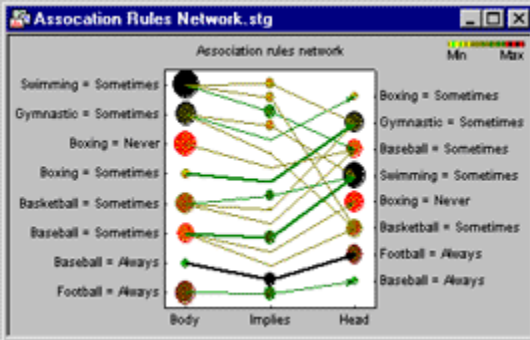 Assocation Rules Network.stg
Association rules network
Min Max
Swimming = Sometimes
Gymnastic = Sometimes
Boxing = Never
Boxing = Sometimes
Basketball = Sometimes
Baseball = Sometimes
Baseball = Always
Football = Always
Boxing = Sometimes
Gymnastic = Sometimes
Baseball = Sometimes
Swimming = Sometimes
Boxing = Never
Basketball = Sometimes
Football = Always
Baseball = Always
Body Implies Head